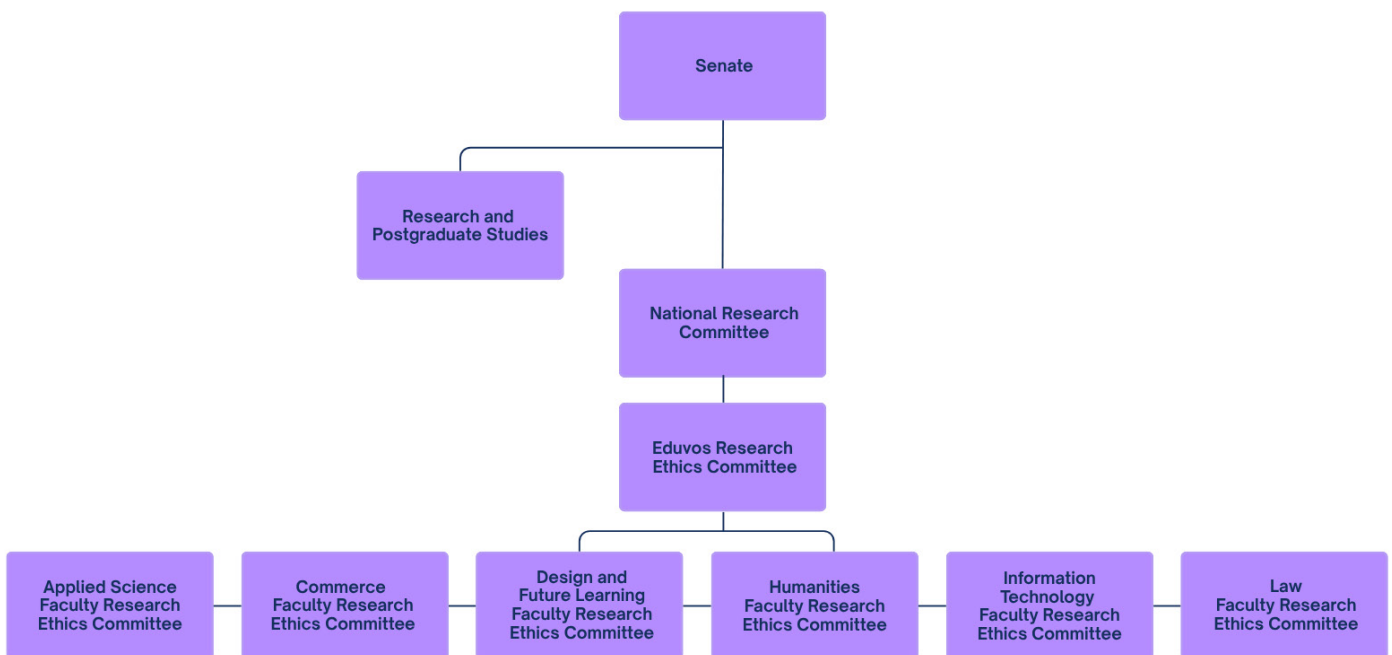 Senate
Research and
Postgraduate Studies
National Research
Committee
Eduvos Research
Ethics Committee
Applied Science
Faculty Research
Ethics Committee
Commerce
Faculty Research
Ethics Committee
Design and
Future Learning
Faculty Research
Ethics Committee
Humanities
Faculty Research
Ethics Committee
Information
Technology
Faculty Research
Ethics Committee
Law
Faculty Research
Ethics Committee